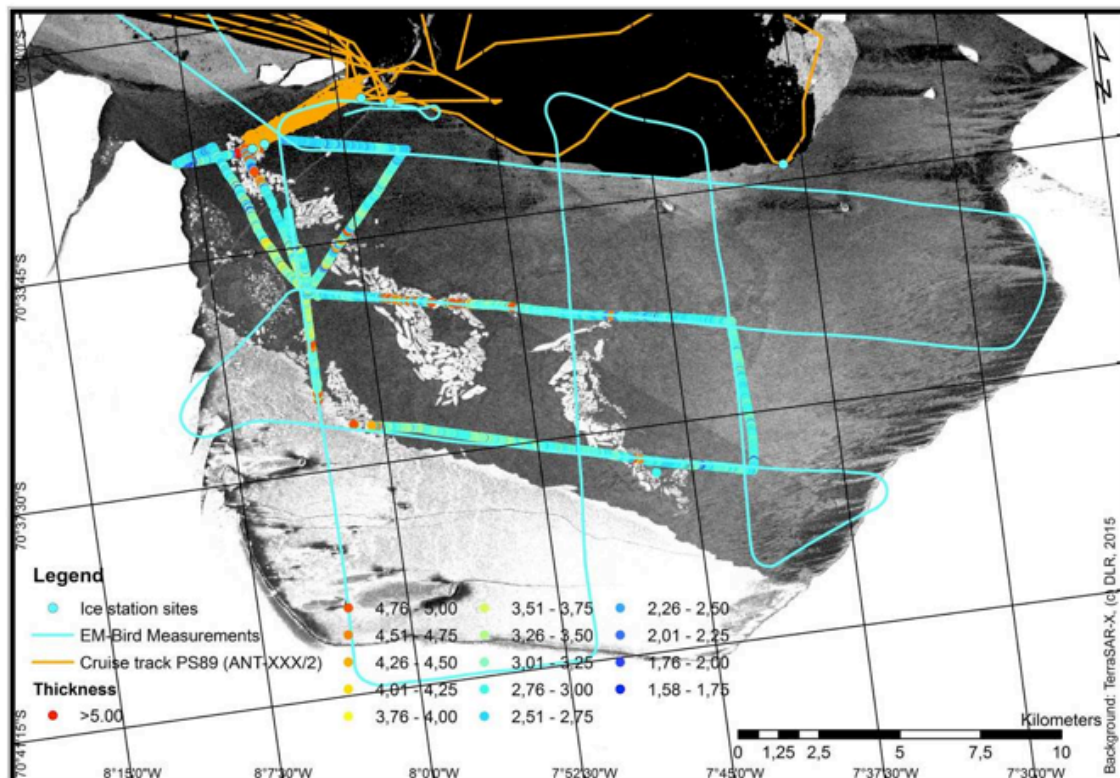 70°33'45"S
70°37'30"S
70°41'15"S
Legend
Ice station sites
EM-Bird Measurements
Cruise track PS89 (ANT-XXX/2)
Thickness
>5.00
4,76 - 5,00
4,51 - 4,75
4,26 - 4,50
4,01 - 4,25
3,76 - 4,00
3,51 - 3,75
3,26 - 3,50
3,01 - 3,25
2,76 - 3,00
2,51 - 2,75
2,26 - 2,50
2,01 - 2,25
1,76 - 2,00
1,58 - 1,75
Kilometers
0 1,25 2,5 5 7,5 10
8°15'0"W 8°7'30"W 8°0'0"W 7°52'30"W 7°45'0"W 7°37'30"W 7°30'0"W
Background: TerraSAR-X, (c) DLR, 2015